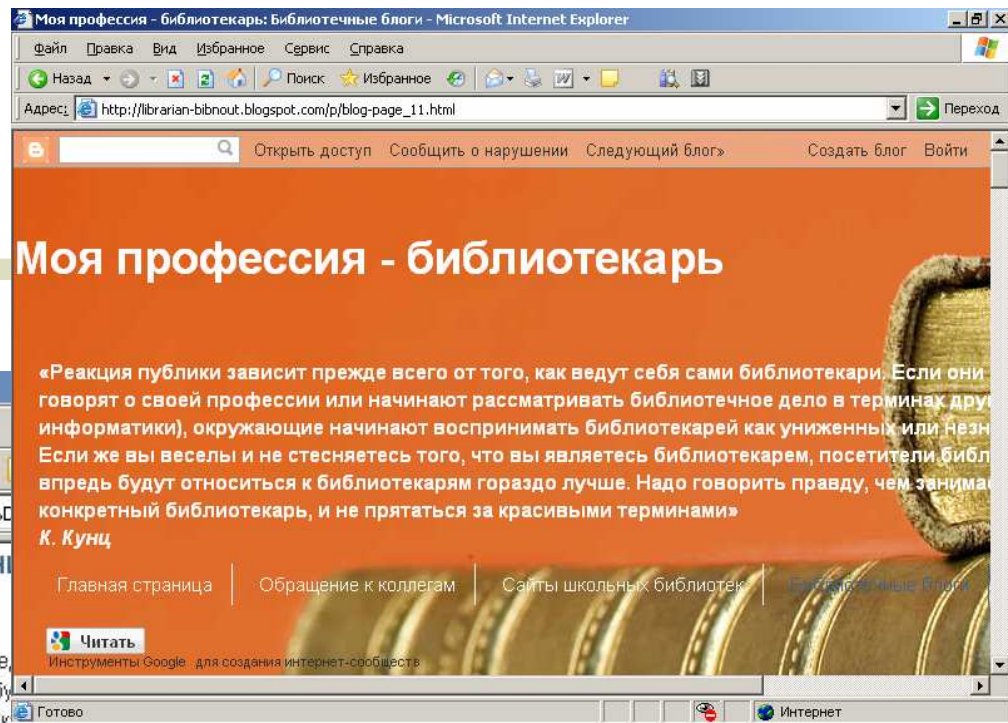 Моя профессия - библиотекарь: Библиотечные блоги - Microsoft Internet Explorer
Файл Правка Вид Избранное Сервис Справка
Назад Поиск Избранное
Адрес: http://librarian-bibnout.blogspot.com/p/blog-page_11.html Переход
Открыть доступ Сообщить о нарушении Следующий блог» Создать блог Войти
Моя профессия - библиотекарь
«Реакция публики зависит прежде всего от того, как ведут себя сами библиотекари. Если они
говорят о своей профессии или начинают рассматривать библиотечное дело в терминах дру
информатики), окружающие начинают воспринимать библиотекарей как униженных или незн
Если же вы веселы и не стесняетесь того, что вы являетесь библиотекарем, посетители библ
впредь будут относиться к библиотекарям гораздо лучше. Надо говорить правду, чем занима
конкретный библиотекарь, и не прятаться за красивыми терминами»
К. Кунц
Главная страница Обращение к коллегам Сайты школьных библиотек Библиотечные блоги
Читать
Инструменты Google для создания интернет-сообществ
Готово Интернет